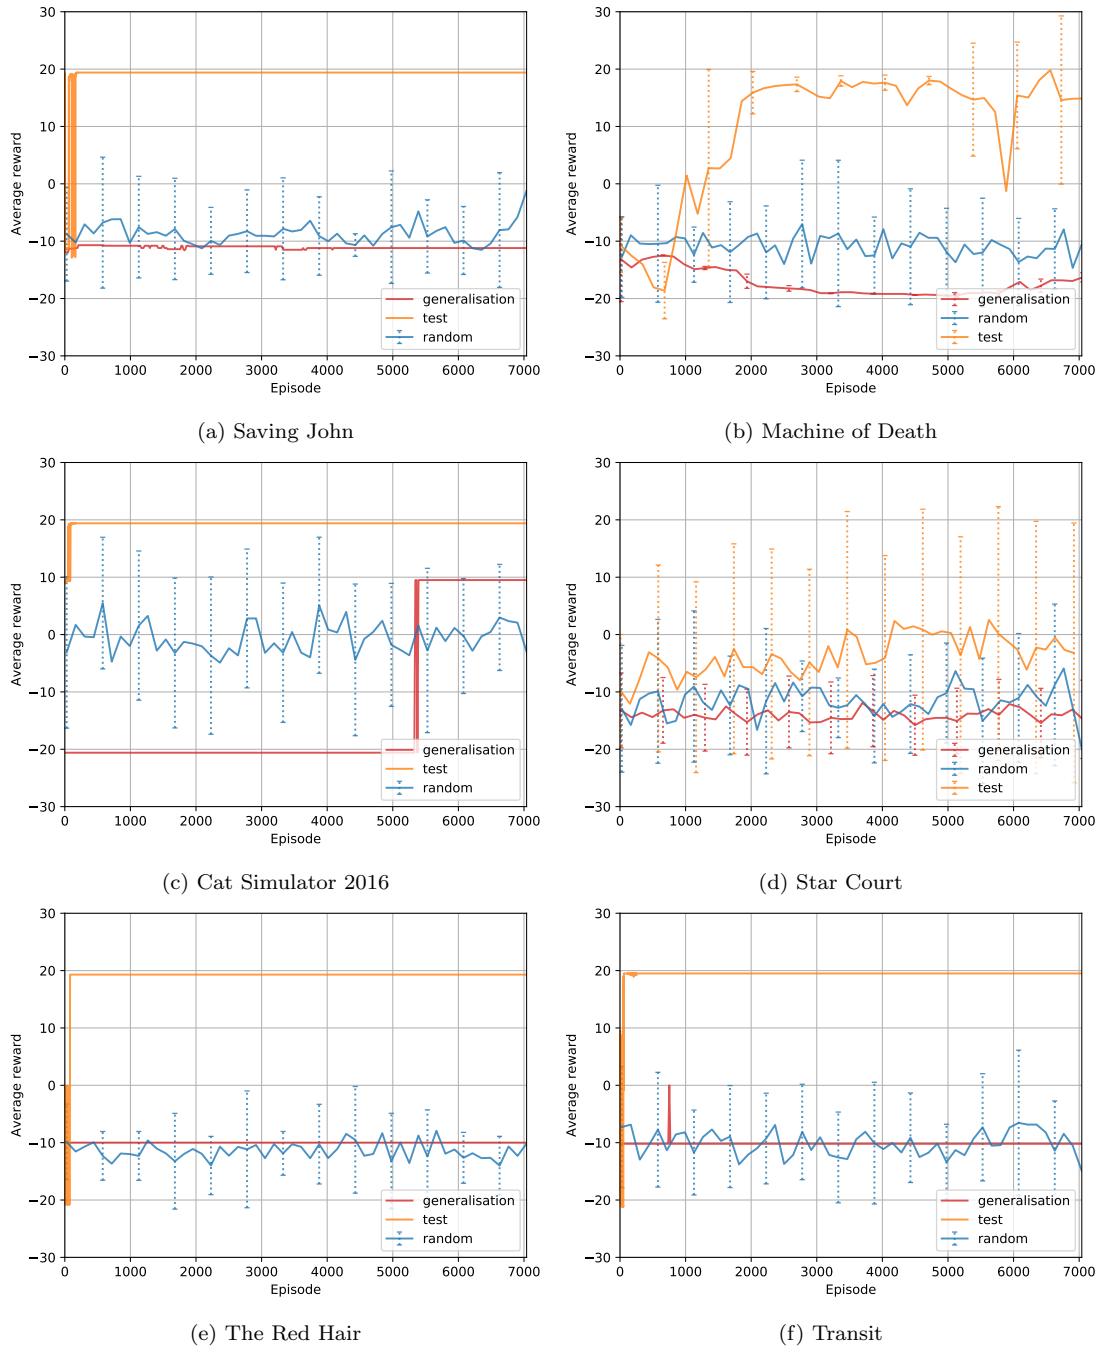 30
20
10
0
−10
−20
−30
Average reward
0 1000 2000 3000 4000 5000 6000 7000
Episode
generalisation
test
random
(a) Saving John
30
20
10
0
−10
−20
−30
Average reward
0 1000 2000 3000 4000 5000 6000 7000
Episode
generalisation
random
test
(b) Machine of Death
30
20
10
0
−10
−20
−30
Average reward
0 1000 2000 3000 4000 5000 6000 7000
Episode
generalisation
test
random
(c) Cat Simulator 2016
30
20
10
0
−10
−20
−30
Average reward
0 1000 2000 3000 4000 5000 6000 7000
Episode
generalisation
random
test
(d) Star Court
30
20
10
0
−10
−20
−30
Average reward
0 1000 2000 3000 4000 5000 6000 7000
Episode
generalisation
test
random
(e) The Red Hair
30
20
10
0
−10
−20
−30
Average reward
0 1000 2000 3000 4000 5000 6000 7000
Episode
generalisation
test
random
(f) Transit